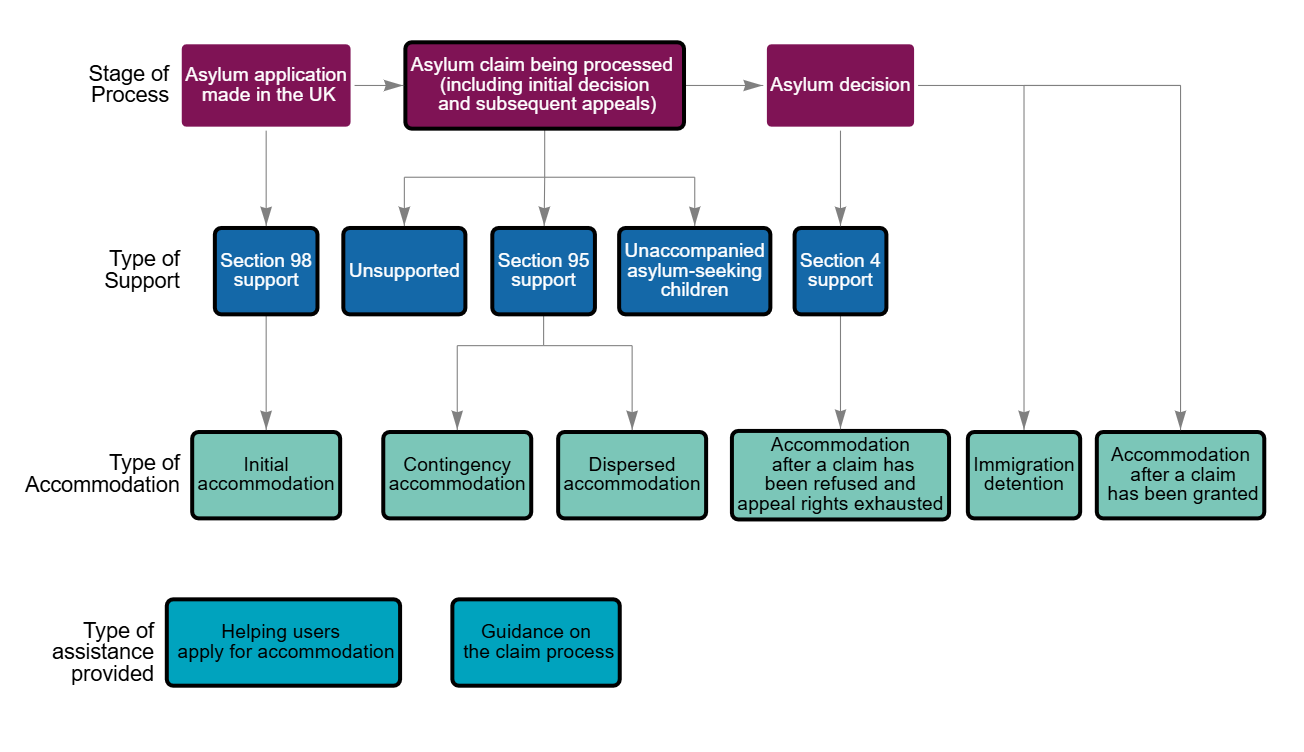 Stage of
Process
Asylum application
made in the UK
Asylum claim being processed
(including initial decision
and subsequent appeals)
Asylum decision
Type of
Support
Section 98
support
Unsupported
Section 95
support
Unaccompanied
asylum-seeking
children
Section 4
support
Type of
Accommodation
Initial
accommodation
Contingency
accommodation
Dispersed
accommodation
Accommodation
after a claim has
been refused and
appeal rights exhausted
Immigration
detention
Accommodation
after a claim
has been granted
Type of
assistance
provided
Helping users
apply for accommodation
Guidance on
the claim process